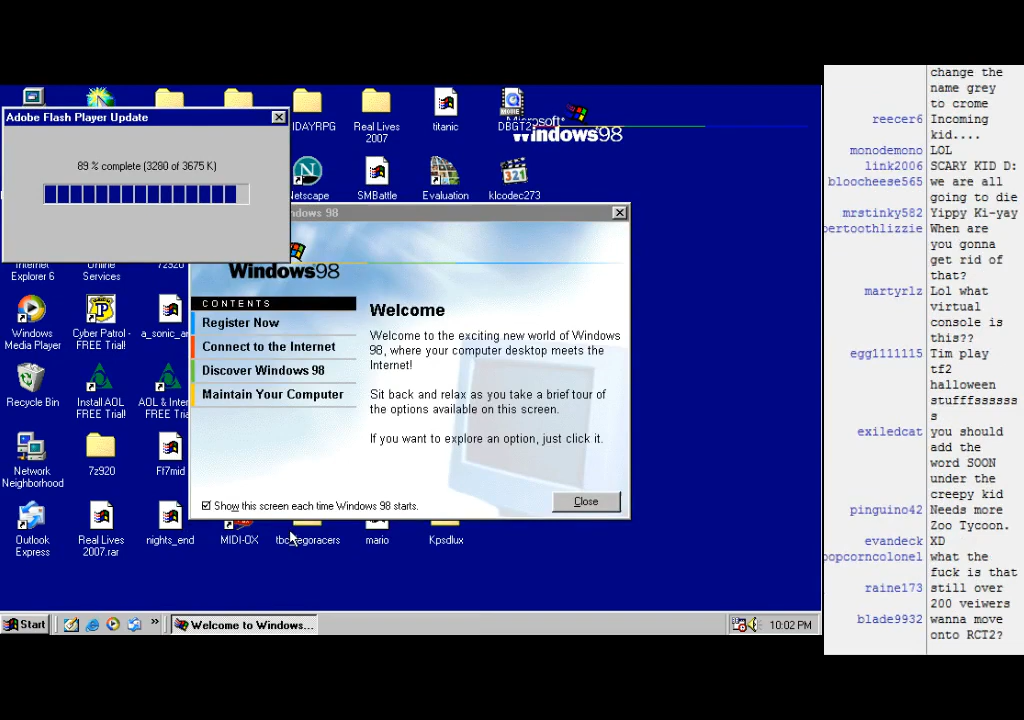 Adobe Flash Player Update
89 % complete (3280 of 3675 K)
IDAYRPG
Real Lives
2007
titanic
DBGT2
Microsoft
Windows98
Netscape
SMBattle
Evaluation
klcodec273
ndows 98
Windows98
CONTENTS
Register Now
Connect to the Internet
Discover Windows 98
Maintain Your Computer
Welcome
Welcome to the exciting new world of Windows
98, where your computer desktop meets the
Internet!
Sit back and relax as you take a brief tour of
the options available on this screen.
If you want to explore an option, just click it.
Show this screen each time Windows 98 starts.
Close
Internet
Explorer 6
Online
Services
7z920
Windows
Media Player
Cyber Patrol -
FREE Trial!
a_sonic_ar
Recycle Bin
Install AOL
FREE Trial!
AOL & Inter
FREE Tria
Network
Neighborhood
7z920
Ff7mid
Outlook
Express
Real Lives
2007.rar
nights_end
MIDI-OX
mario
Kpsdlux
Start
Welcome to Windows...
10:02 PM
change the
name grey
to crome
reecer6 Incoming
kid....
monodemono LOL
link2006 SCARY KID D:
bloocheese565 we are all
going to die
mrstinky582 Yippy Ki-yay
pertoothlizzie When are
you gonna
get rid of
that?
martyrlz Lol what
virtual
console is
this??
egg1111115 Tim play
tf2
halloween
stufffssssss
s
exiledcat you should
add the
word SOON
under the
creepy kid
pinguino42 Needs more
Zoo Tycoon.
evandeck XD
popcorncolonel what the
fuck is that
raine173 still over
200 veiwers
blade9932 wanna move
onto RCT2?